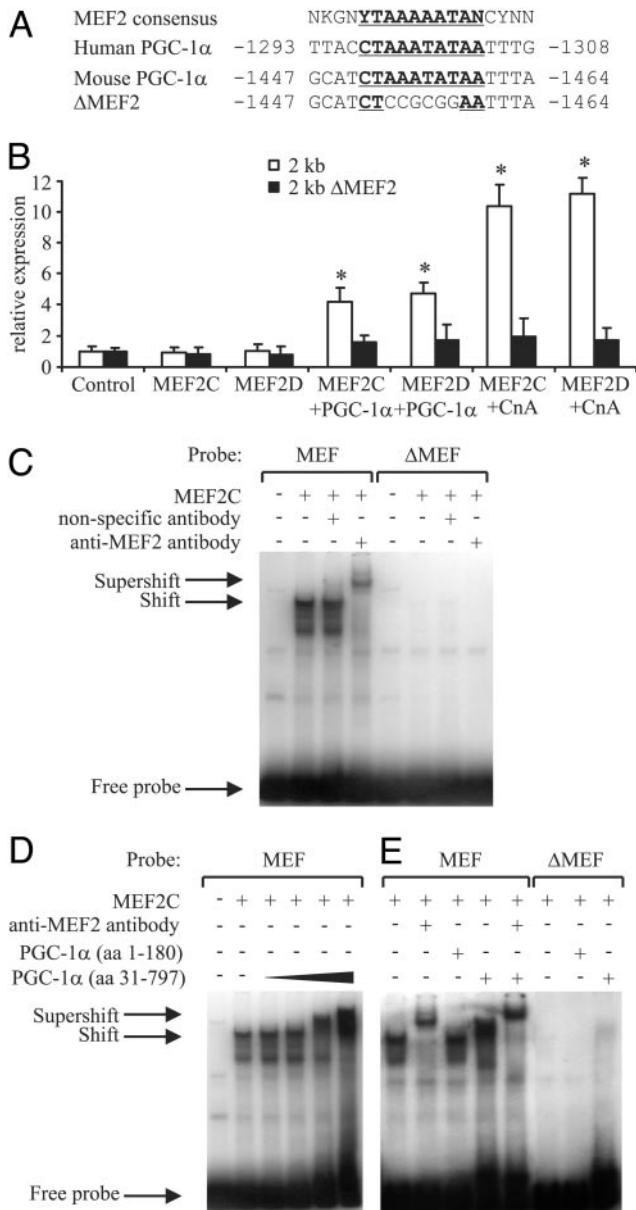 A
MEF2 consensus NKGNYTAAAAATANCYNN
Human PGC-1α -1293 TTACCTAAATATAATTTG -1308
Mouse PGC-1α -1447 GCATCTAAATATAATTTA -1464
ΔMEF2 -1447 GCATCTCCGCGGAATTTA -1464
B
2 kb
2 kb ΔMEF2
relative expression
12
10
8
6
4
2
0
* * * *
Control MEF2C MEF2D MEF2C MEF2D MEF2C MEF2D
+PGC-1α +PGC-1α +CnA +CnA
C
Probe: MEF ΔMEF
MEF2C - + + + - + + +
non-specific antibody - - + - - - + -
anti-MEF2 antibody - - - + - - - +
Supershift
Shift
Free probe
D
Probe: MEF
MEF2C - + + + + +
anti-MEF2 antibody - - - - - -
PGC-1α (aa 1-180) - - - - - -
PGC-1α (aa 31-797) - -
Supershift
Shift
Free probe
E
MEF ΔMEF
+ + + + + + + +
- + - - + - - -
- - + - - - + -
- - - + + - - +